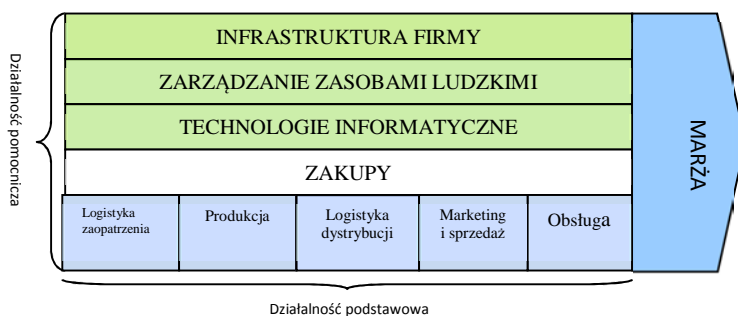 INFRASTRUKTURA FIRMY
ZARZĄDZANIE ZASOBAMI LUDZKIMI
TECHNOLOGIE INFORMATYCZNE
ZAKUPY
Logistyka
zaopatrzenia
Produkcja
Logistyka
dystrybucji
Marketing
i sprzedaż
Obsługa
Działalność pomocnicza
MARŻA
Działalność podstawowa